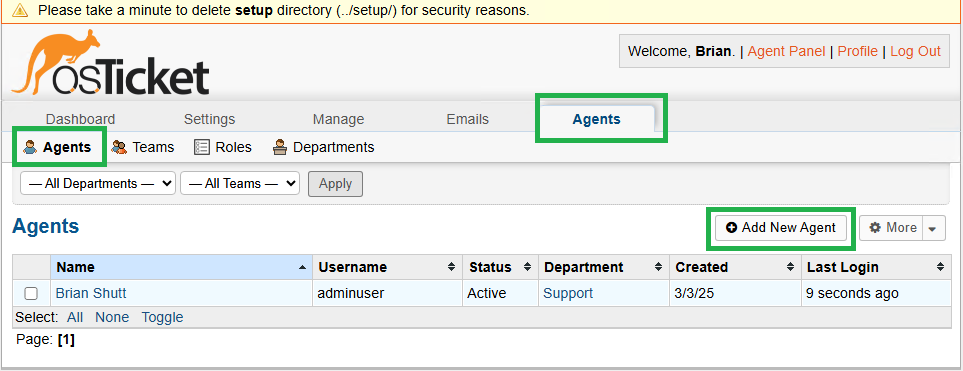 Please take a minute to delete setup directory (../setup/) for security reasons.
osTicket
Welcome, Brian. | Agent Panel | Profile | Log Out
Dashboard Settings Manage Emails Agents
Agents Teams Roles Departments
— All Departments — — All Teams — Apply
Agents Add New Agent More
Name Username Status Department Created Last Login
Brian Shutt adminuser Active Support 3/3/25 9 seconds ago
Select: All None Toggle
Page: [1]